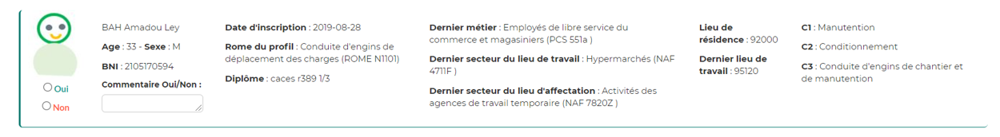 BAH Amadou Ley
Age : 33 - Sexe : M
BNI : 2105170594
Commentaire Oui/Non :
Oui
Non
Date d'inscription : 2019-08-28
Rome du profil : Conduite d'engins de
déplacement des charges (ROME N1101)
Diplôme : caces r389 1/3
Dernier métier : Employés de libre service du
commerce et magasiniers (PCS 551a )
Dernier secteur du lieu de travail : Hypermarchés (NAF
4711F )
Dernier secteur du lieu d'affectation : Activités des
agences de travail temporaire (NAF 7820Z )
Lieu de
résidence : 92000
Dernier lieu de
travail : 95120
C1 : Manutention
C2 : Conditionnement
C3 : Conduite d'engins de chantier et
de manutention